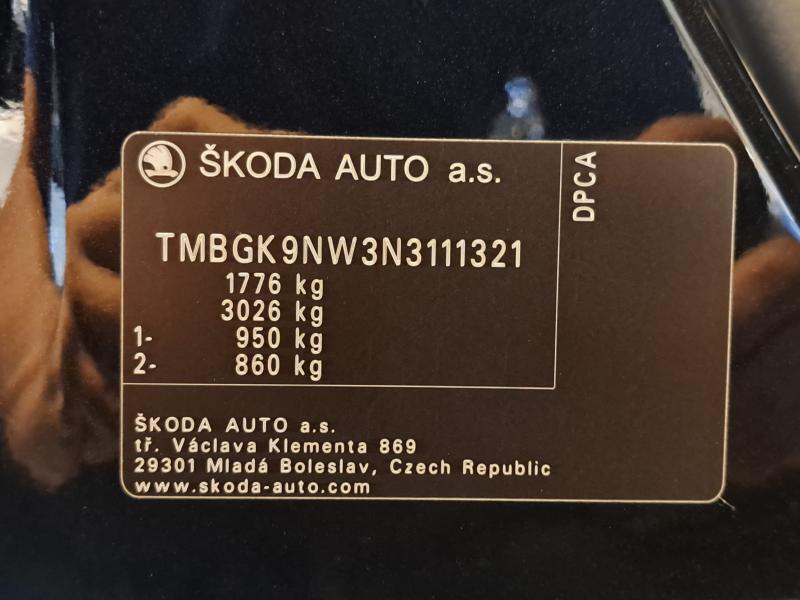 ŠKODA AUTO a.s.
DPCA
TMBGK9NW3N3111321
1776 kg
3026 kg
1- 950 kg
2- 860 kg
ŠKODA AUTO a.s.
tř. Václava Klementa 869
29301 Mladá Boleslav, Czech Republic
www.skoda-auto.com